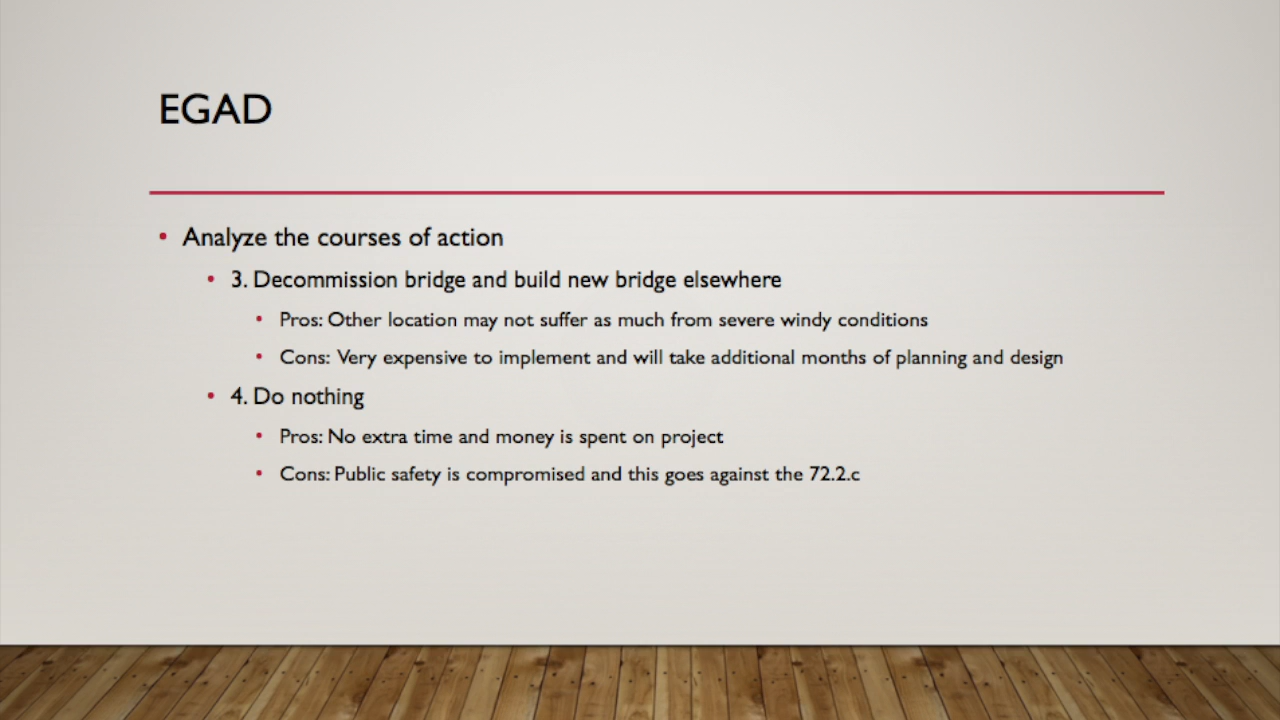 EGAD
• Analyze the courses of action
• 3. Decommission bridge and build new bridge elsewhere
• Pros: Other location may not suffer as much from severe windy conditions
• Cons: Very expensive to implement and will take additional months of planning and design
• 4. Do nothing
• Pros: No extra time and money is spent on project
• Cons: Public safety is compromised and this goes against the 72.2.c